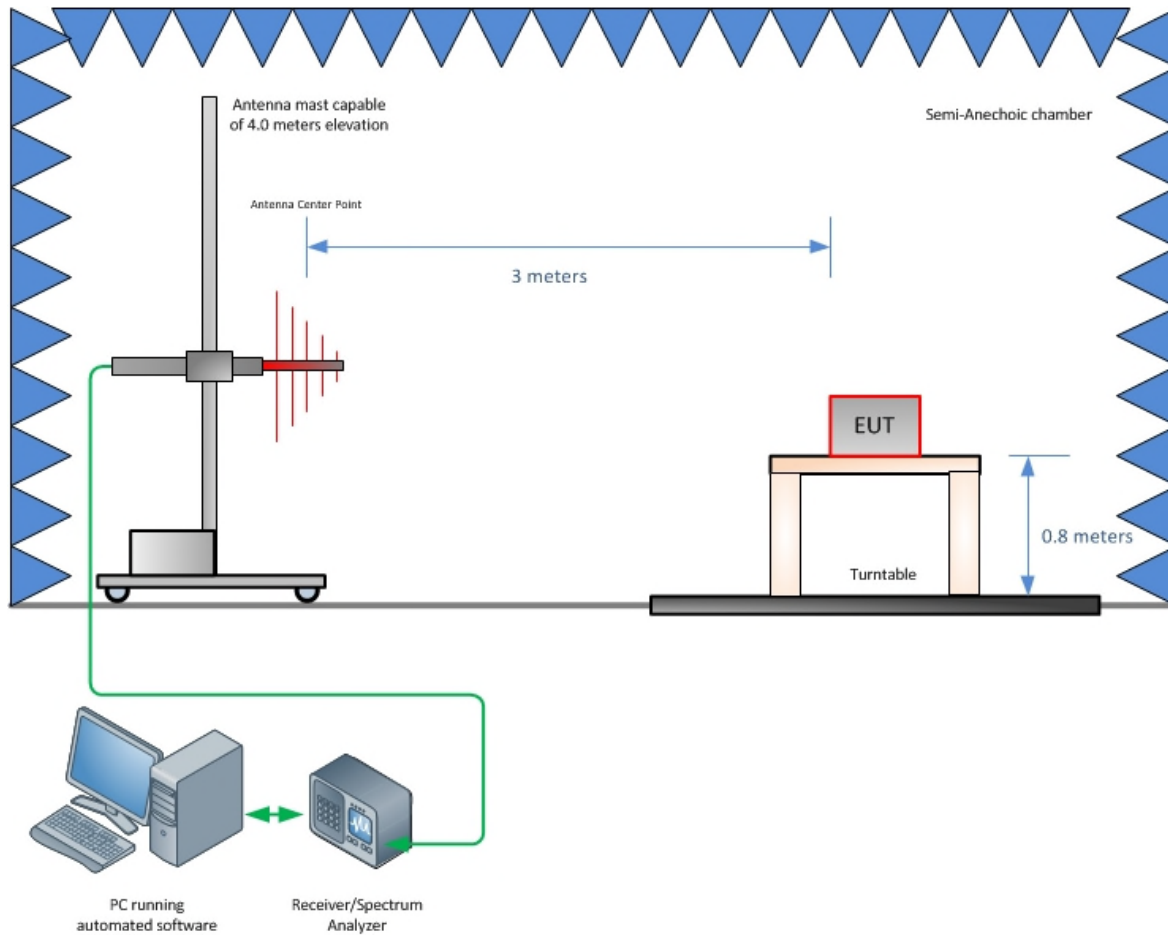 Antenna mast capable
of 4.0 meters elevation
Semi-Anechoic chamber
Antenna Center Point
3 meters
EUT
0.8 meters
Turntable
PC running
automated software
Receiver/Spectrum
Analyzer